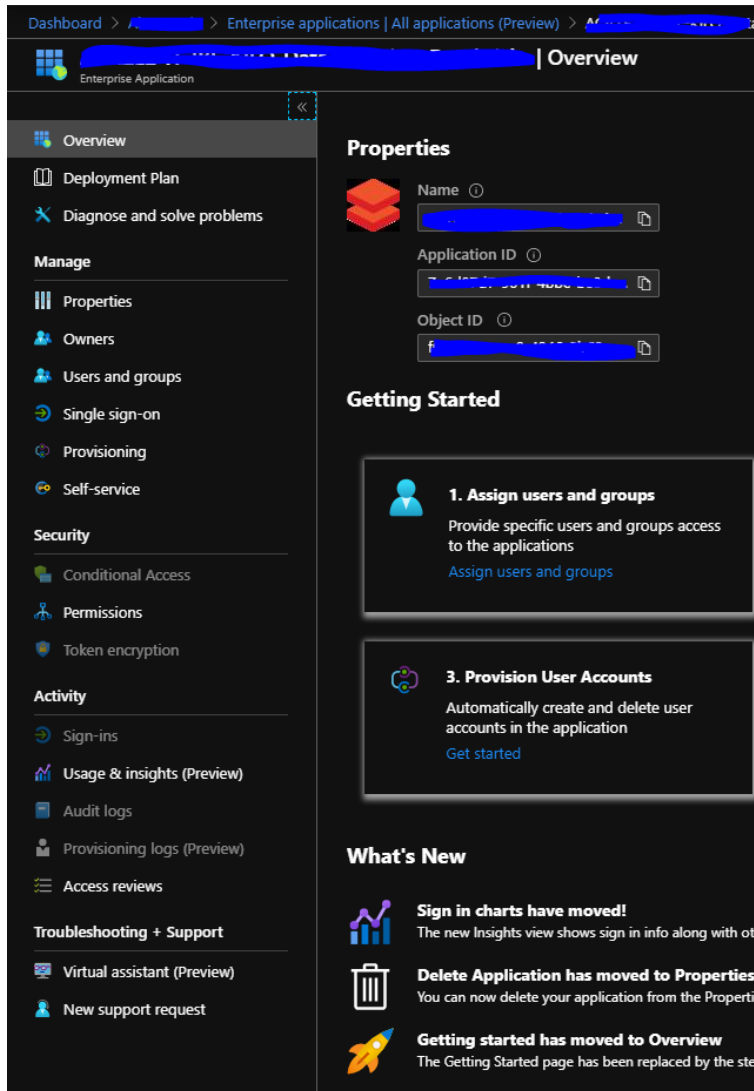 Dashboard > > Enterprise applications | All applications (Preview) >
| Overview
Enterprise Application
«
Overview
Deployment Plan
Diagnose and solve problems
Manage
Properties
Owners
Users and groups
Single sign-on
Provisioning
Self-service
Security
Conditional Access
Permissions
Token encryption
Activity
Sign-ins
Usage & insights (Preview)
Audit logs
Provisioning logs (Preview)
Access reviews
Troubleshooting + Support
Virtual assistant (Preview)
New support request
Properties
Name
Application ID
Object ID
Getting Started
1. Assign users and groups
Provide specific users and groups access
to the applications
Assign users and groups
3. Provision User Accounts
Automatically create and delete user
accounts in the application
Get started
What's New
Sign in charts have moved!
The new Insights view shows sign in info along with ot
Delete Application has moved to Properties
You can now delete your application from the Properti
Getting started has moved to Overview
The Getting Started page has been replaced by the ste